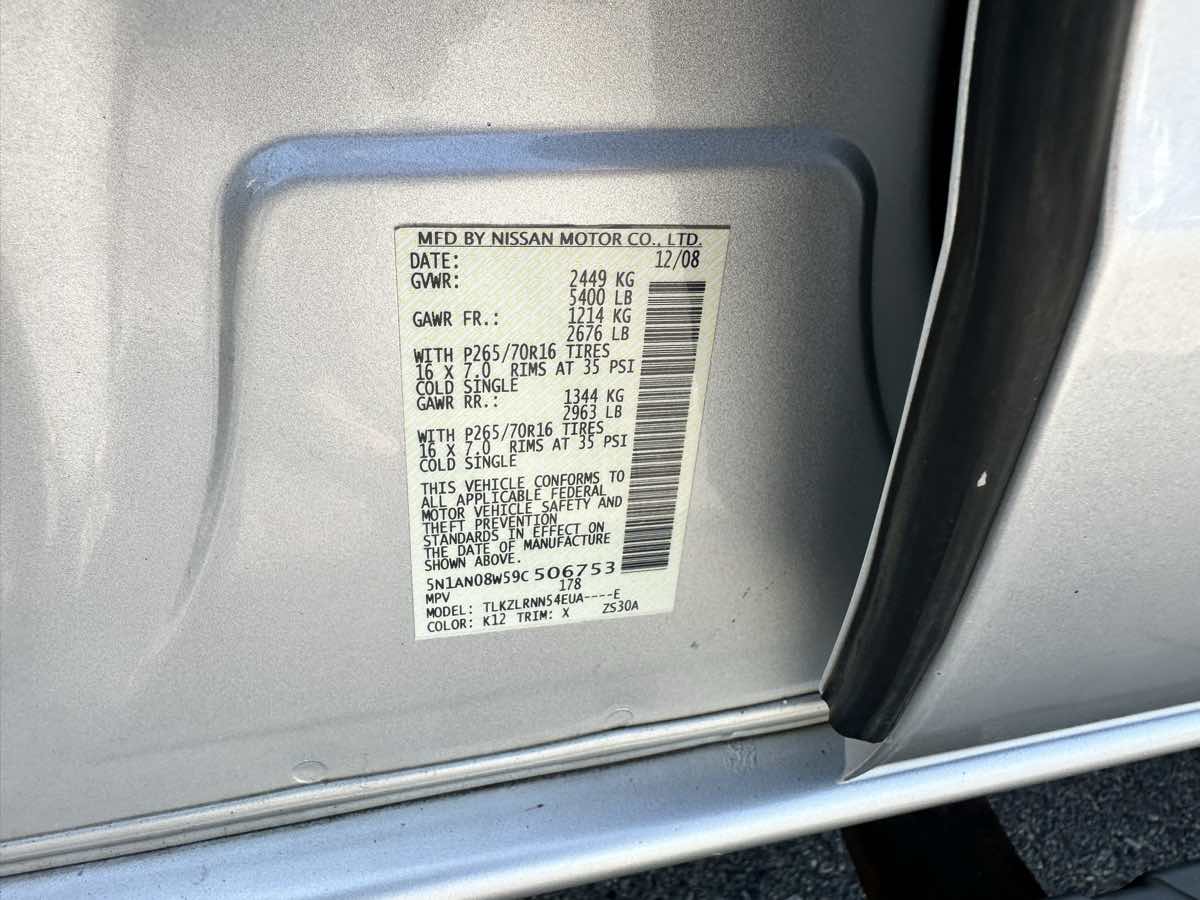 MFD BY NISSAN MOTOR CO., LTD.
DATE: 12/08
GVWR: 2449 KG
5400 LB
GAWR FR.: 1214 KG
2676 LB
WITH P265/70R16 TIRES
16 X 7.0 RIMS AT 35 PSI
COLD SINGLE
GAWR RR.: 1344 KG
2963 LB
WITH P265/70R16 TIRES
16 X 7.0 RIMS AT 35 PSI
COLD SINGLE
THIS VEHICLE CONFORMS TO
ALL APPLICABLE FEDERAL
MOTOR VEHICLE SAFETY AND
THEFT PREVENTION
STANDARDS IN EFFECT ON
THE DATE OF MANUFACTURE
SHOWN ABOVE.
5N1AN08W59C506753
MPV 178
MODEL: TLKZLRNN54EUA----E
COLOR: K12 TRIM: X ZS30A